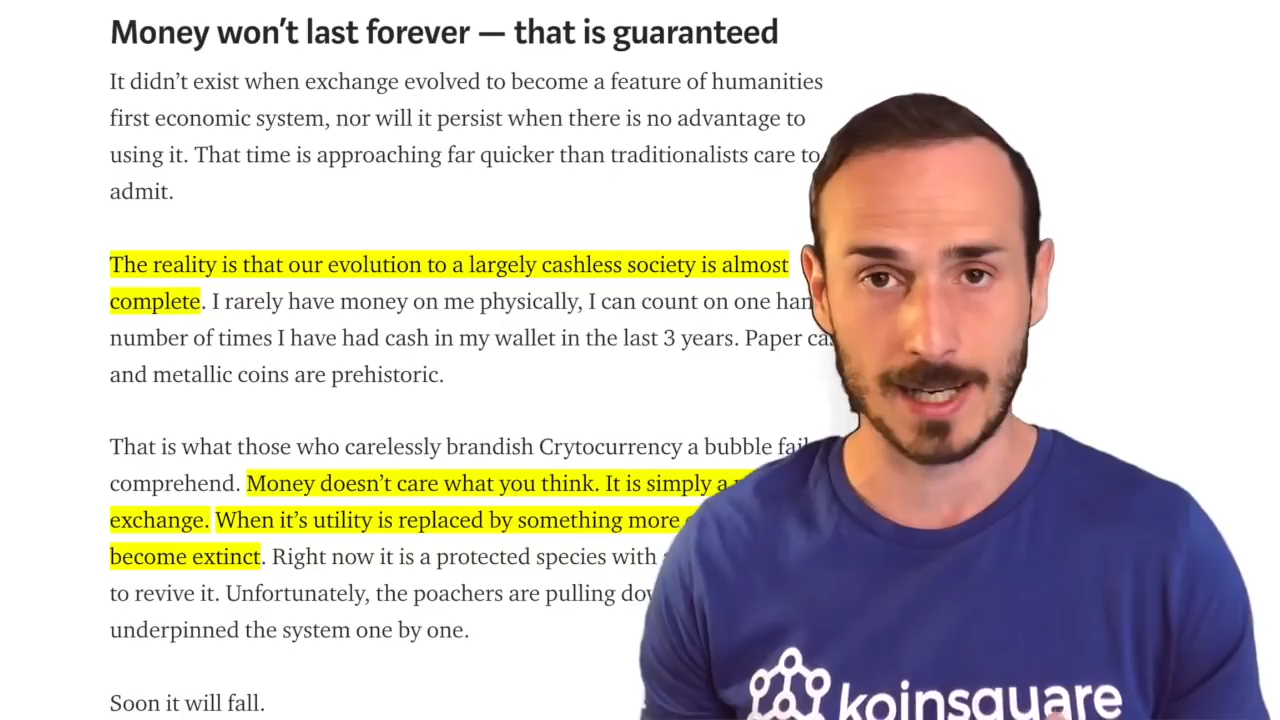 Money won’t last forever — that is guaranteed
It didn’t exist when exchange evolved to become a feature of humanities
first economic system, nor will it persist when there is no advantage to
using it. That time is approaching far quicker than traditionalists care to
admit.
The reality is that our evolution to a largely cashless society is almost
complete. I rarely have money on me physically, I can count on one
number of times I have had cash in my wallet in the last 3 years. Paper
and metallic coins are prehistoric.
That is what those who carelessly brandish Crytocurrency a bubble
comprehend. Money doesn’t care what you think. It is simply a
exchange. When it’s utility is replaced by something more
become extinct. Right now it is a protected species with
to revive it. Unfortunately, the poachers are pulling
underpinned the system one by one.
Soon it will fall.
koinsquare